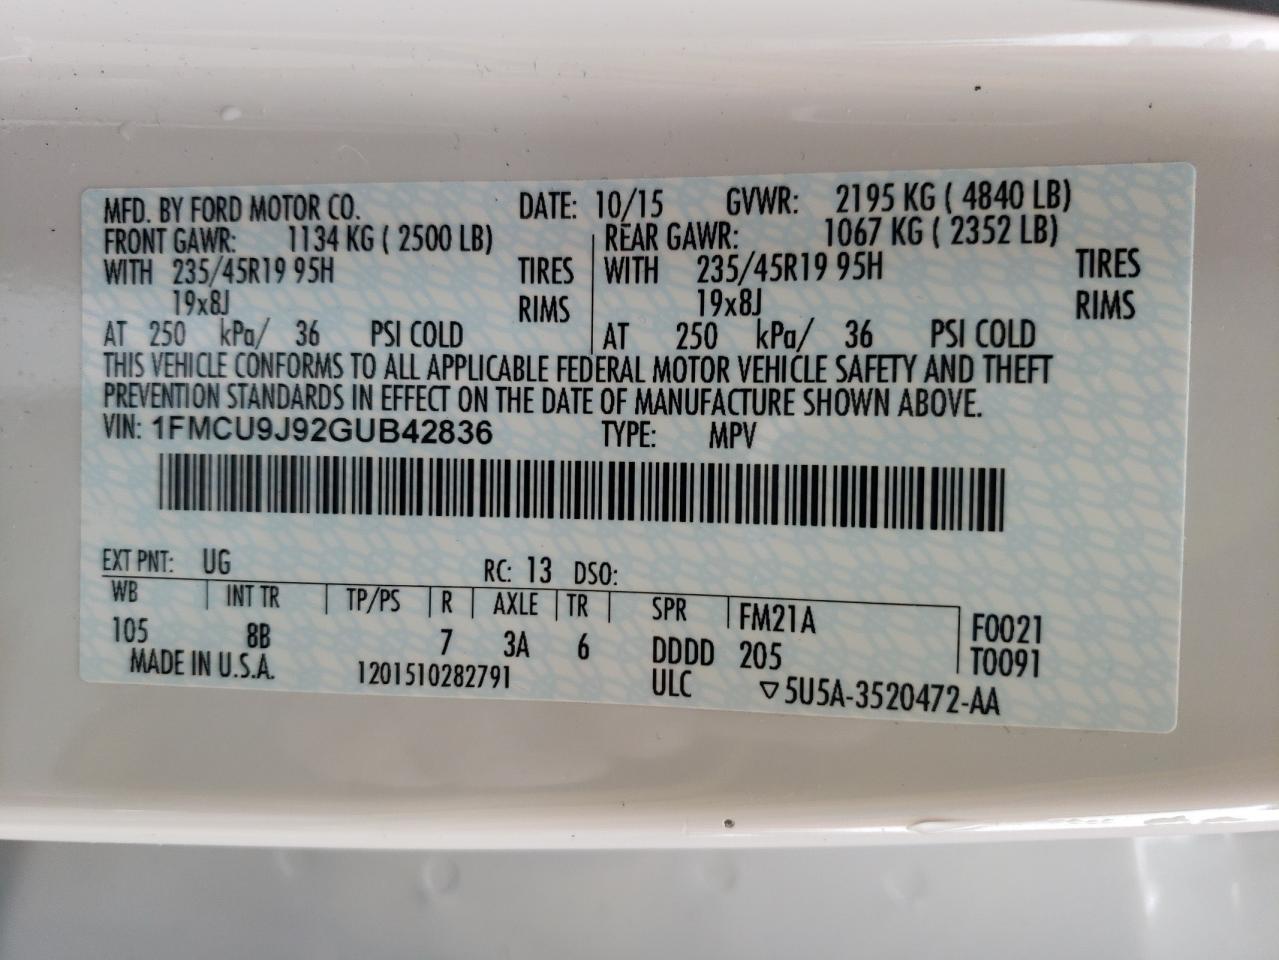 MFD. BY FORD MOTOR CO. DATE: 10/15 GVWR: 2195 KG ( 4840 LB)
FRONT GAWR: 1134 KG ( 2500 LB) REAR GAWR: 1067 KG ( 2352 LB)
WITH 235/45R19 95H TIRES WITH 235/45R19 95H TIRES
19x8J RIMS 19x8J RIMS
AT 250 kPa/ 36 PSI COLD AT 250 kPa/ 36 PSI COLD
THIS VEHICLE CONFORMS TO ALL APPLICABLE FEDERAL MOTOR VEHICLE SAFETY AND THEFT
PREVENTION STANDARDS IN EFFECT ON THE DATE OF MANUFACTURE SHOWN ABOVE.
VIN: 1FMCU9J92GUB42836 TYPE: MPV
EXT PNT: UG RC: 13 DSO:
WB INT TR TP/PS R AXLE TR SPR FM21A F0021
105 8B 7 3A 6 DDDD 205 T0091
MADE IN U.S.A. 1201510282791 ULC ▽5U5A-3520472-AA